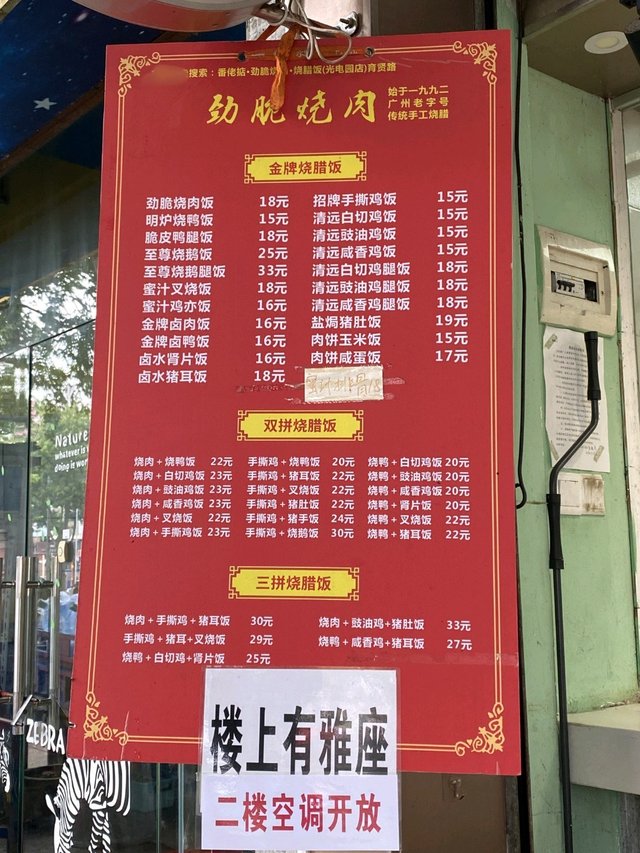 搜索：番佬掂·劲脆烧·烧腊饭(光电园店)育贤路
劲脆烧肉
始于一九九二
广州老字号
传统手工烧腊
金牌烧腊饭
劲脆烧肉饭 18元
明炉烧鸭饭 15元
脆皮鸭腿饭 18元
至尊烧鹅饭 25元
至尊烧鹅腿饭 33元
蜜汁叉烧饭 18元
蜜汁鸡亦饭 16元
金牌卤肉饭 16元
金牌卤鸭饭 16元
卤水肾片饭 16元
卤水猪耳饭 18元
招牌手撕鸡饭 15元
清远白切鸡饭 15元
清远豉油鸡饭 15元
清远咸香鸡饭 15元
清远白切鸡腿饭 18元
清远豉油鸡腿饭 18元
清远咸香鸡腿饭 18元
盐焗猪肚饭 19元
肉饼玉米饭 15元
肉饼咸蛋饭 17元
双拼烧腊饭
烧肉+烧鸭饭 22元 手撕鸡+烧鸭饭 20元 烧鸭+白切鸡饭 20元
烧肉+白切鸡饭 23元 手撕鸡+猪耳饭 22元 烧鸭+豉油鸡饭 20元
烧肉+豉油鸡饭 23元 手撕鸡+叉烧饭 22元 烧鸭+咸香鸡饭 20元
烧肉+咸香鸡饭 23元 手撕鸡+猪肚饭 22元 烧鸭+肾片饭 20元
烧肉+叉烧饭 22元 手撕鸡+猪手饭 24元 烧鸭+叉烧饭 22元
烧肉+手撕鸡饭 23元 手撕鸡+烧鹅饭 30元 烧鸭+猪耳饭 22元
三拼烧腊饭
烧肉+手撕鸡+猪耳饭 30元 烧肉+豉油鸡+猪肚饭 33元
手撕鸡+猪耳+叉烧饭 29元 烧鸭+咸香鸡+猪耳饭 27元
烧鸭+白切鸡+肾片饭 25元
楼上有雅座
二楼空调开放
Nature
whatever is
doing is wor
ZEBRA